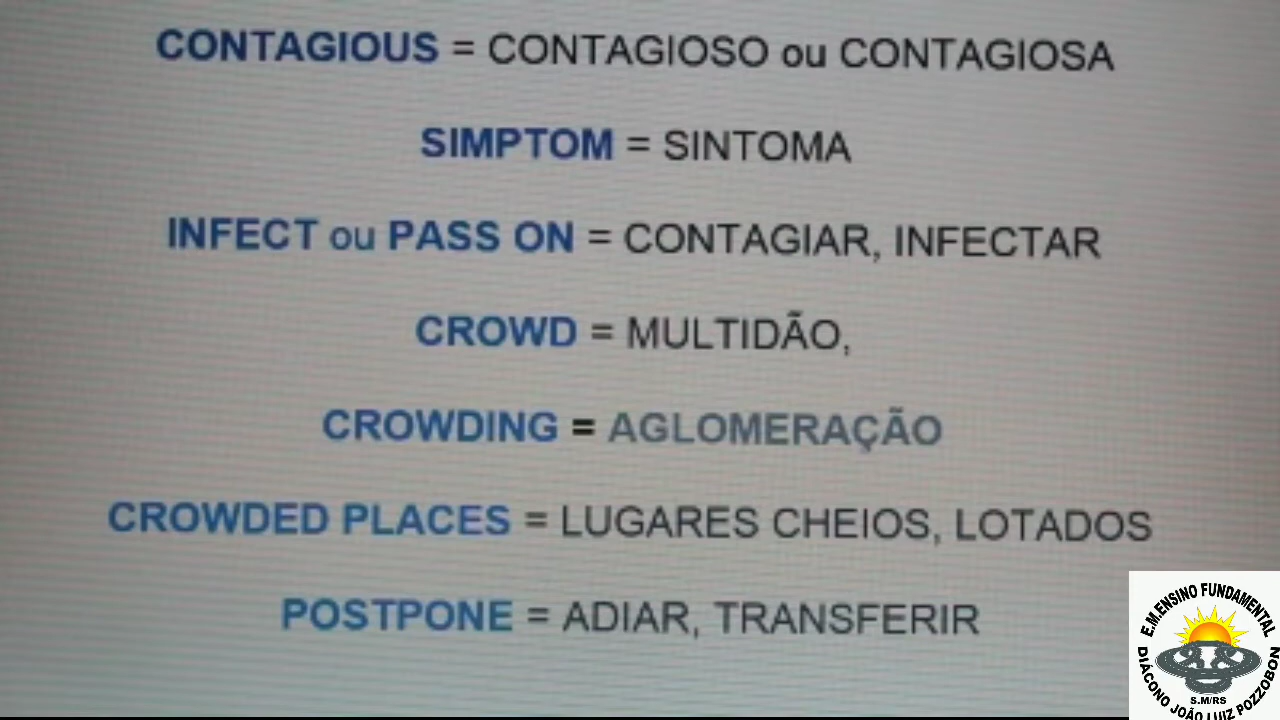 CONTAGIOUS = CONTAGIOSO ou CONTAGIOSA
SIMPTOM = SINTOMA
INFECT ou PASS ON = CONTAGIAR, INFECTAR
CROWD = MULTIDÃO,
CROWDING = AGLOMERAÇÃO
CROWDED PLACES = LUGARES CHEIOS, LOTADOS
POSTPONE = ADIAR, TRANSFERIR
E.M.ENSINO FUNDAMENTAL
DIÁCONO JOÃO LUIZ POZZOBON
S.M/RS